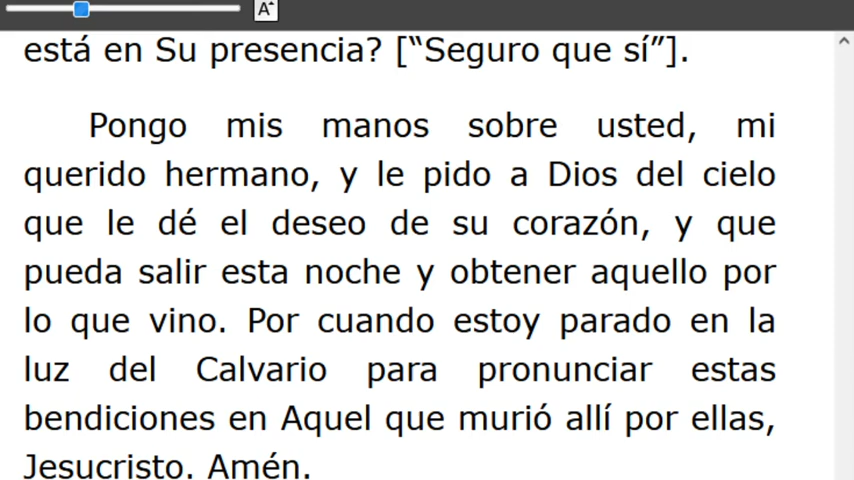 A
está en Su presencia? [“Seguro que sí”].
Pongo mis manos sobre usted, mi
querido hermano, y le pido a Dios del cielo
que le dé el deseo de su corazón, y que
pueda salir esta noche y obtener aquello por
lo que vino. Por cuando estoy parado en la
luz del Calvario para pronunciar estas
bendiciones en Aquel que murió allí por ellas,
Jesucristo. Amén.